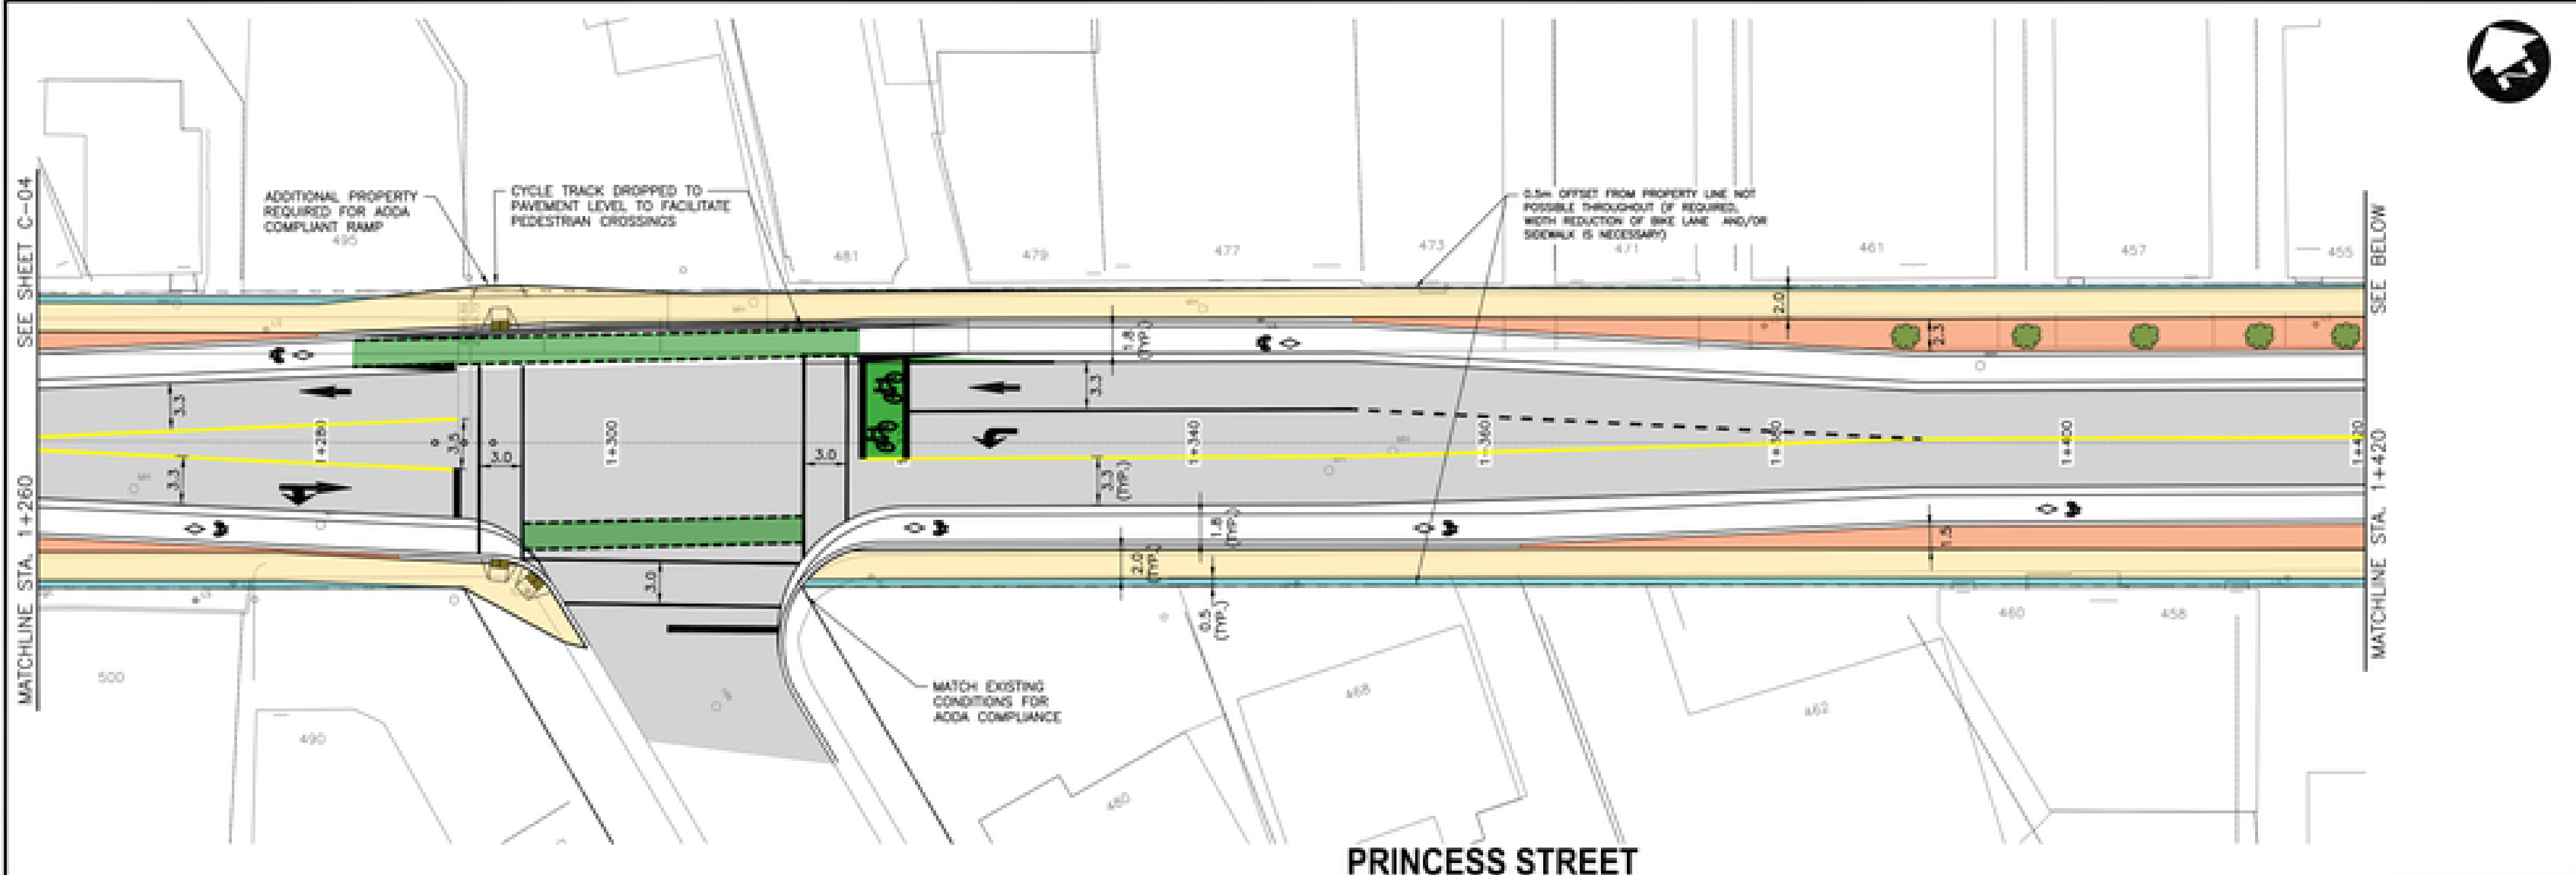 ADDITIONAL PROPERTY
REQUIRED FOR AODA
COMPLIANT RAMP
CYCLE TRACK DROPPED TO
PAVEMENT LEVEL TO FACILITATE
PEDESTRIAN CROSSINGS
0.5m OFFSET FROM PROPERTY LINE NOT
POSSIBLE THROUGHOUT (IF REQUIRED,
WIDTH REDUCTION OF BIKE LANE AND/OR
SIDEWALK IS NECESSARY)
495
481
479
477
473
471
461
457
455
SEE SHEET C-04
MATCHLINE STA. 1+260
SEE BELOW
MATCHLINE STA. 1+420
2.0
1.8
(TYP.)
2.3
3.3
3.3
3.5
3.3
1+280
3.0
1+300
3.0
1+340
1+360
1+380
1+400
1+420
3.3
(TYP.)
1.8
(TYP.)
1.5
2.0
(TYP.)
3.0
0.5
(TYP.)
MATCH EXISTING
CONDITIONS FOR
AODA COMPLIANCE
500
490
480
468
462
460
458
PRINCESS STREET